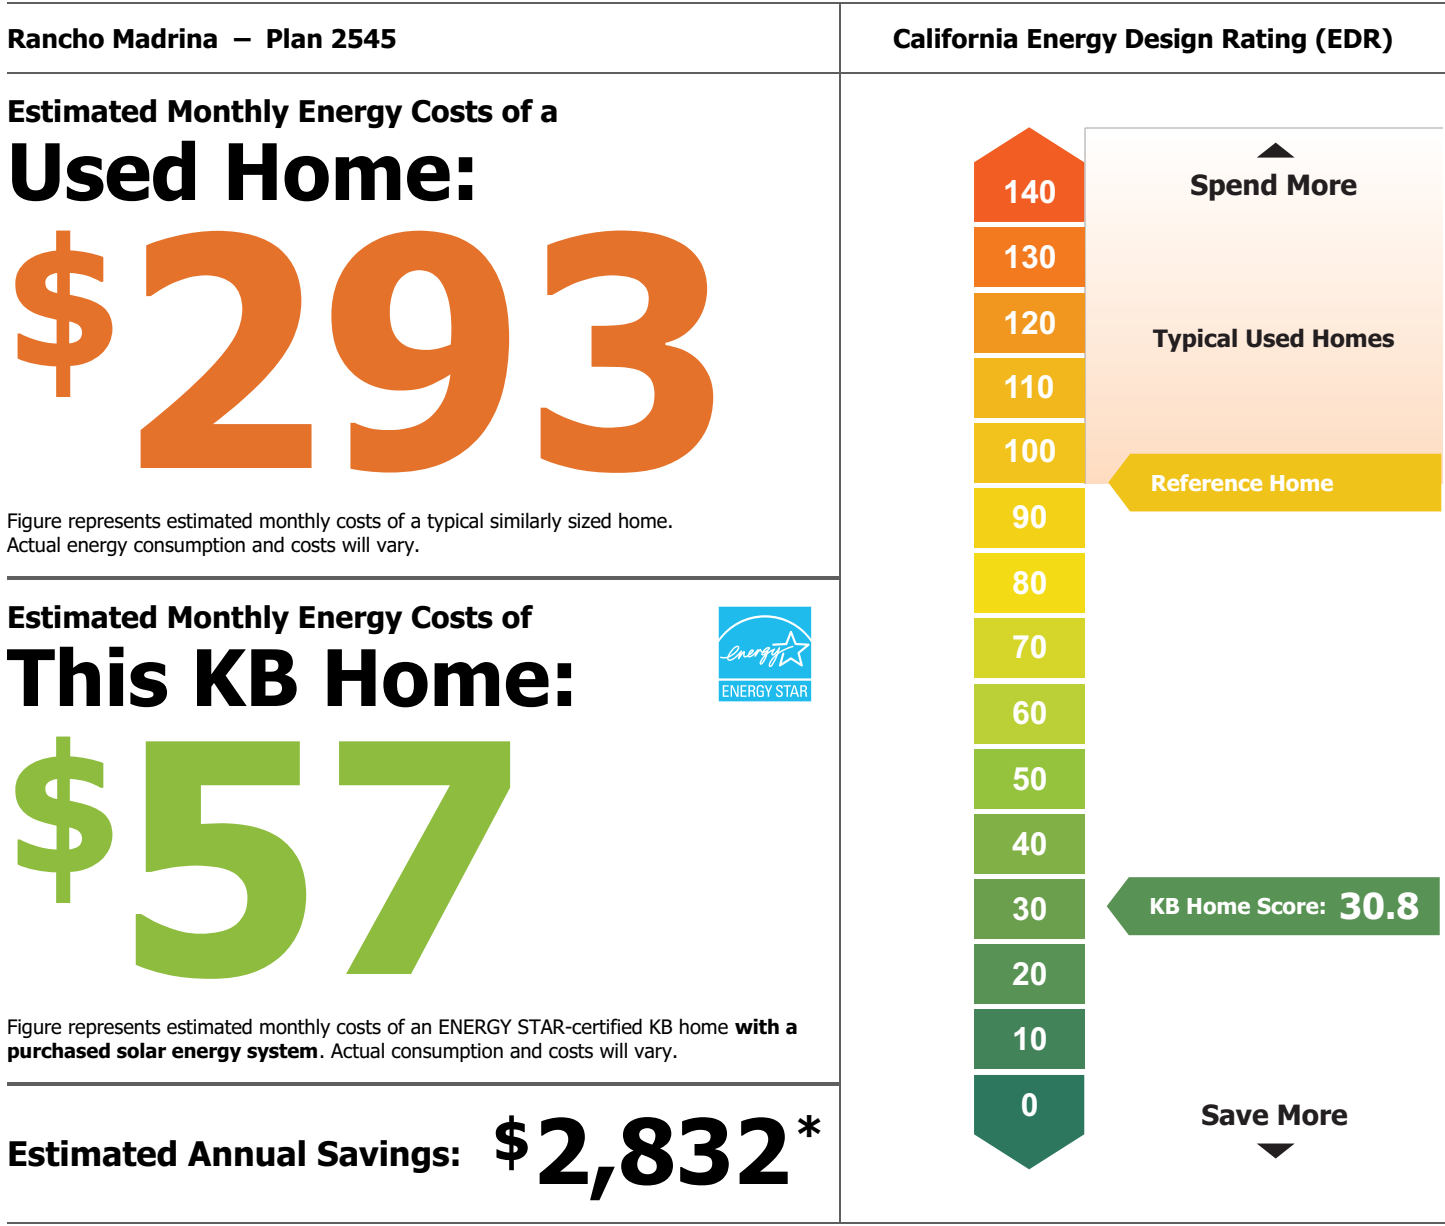 Rancho Madrina – Plan 2545
Estimated Monthly Energy Costs of a
Used Home:
$293
Figure represents estimated monthly costs of a typical similarly sized home.
Actual energy consumption and costs will vary.
Estimated Monthly Energy Costs of
This KB Home:
energy
ENERGY STAR
$57
Figure represents estimated monthly costs of an ENERGY STAR-certified KB home with a
purchased solar energy system. Actual consumption and costs will vary.
Estimated Annual Savings: $2,832*
California Energy Design Rating (EDR)
140
130
120
110
100
90
80
70
60
50
40
30
20
10
0
Spend More
Typical Used Homes
Reference Home
KB Home Score: 30.8
Save More